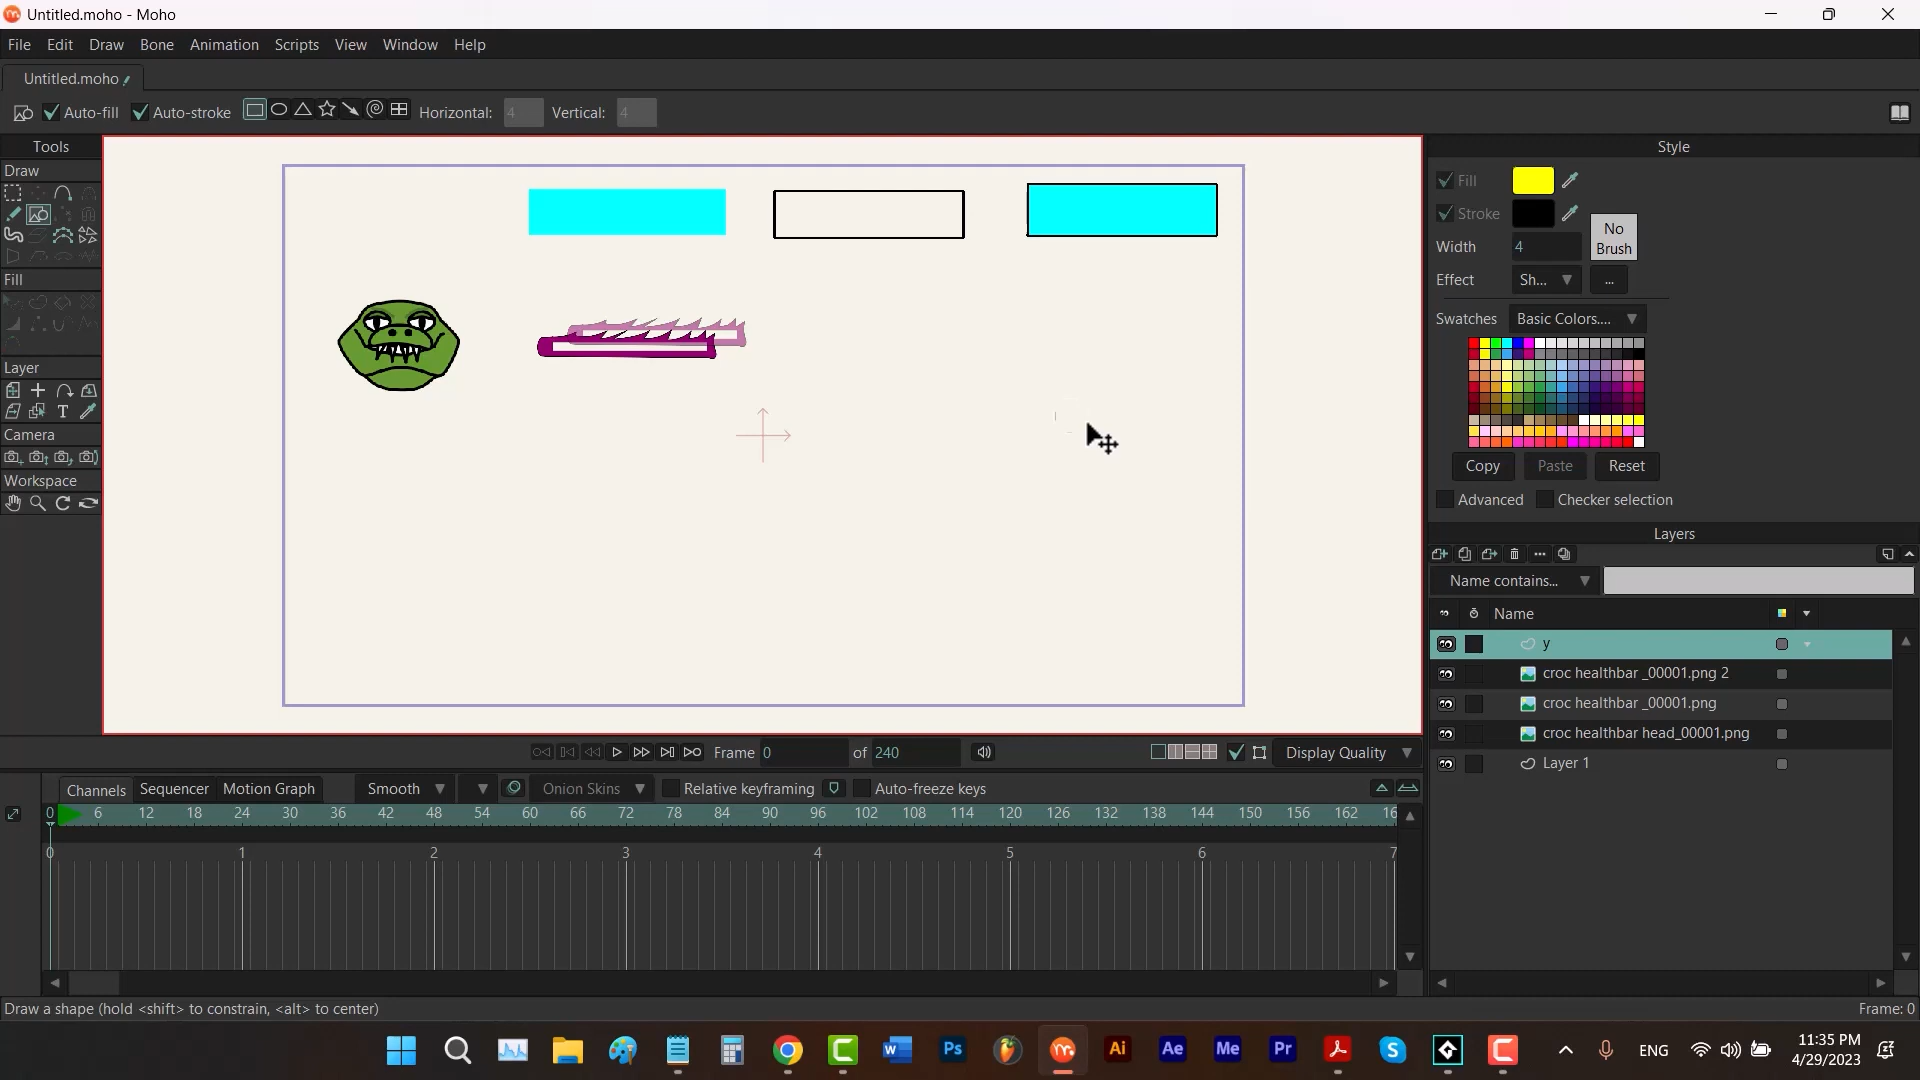 Untitled.moho - Moho
File Edit Draw Bone Animation Scripts View Window Help
Untitled.moho
Auto-fill Auto-stroke Horizontal: 4 Vertical: 4
Tools
Draw
Fill
Layer
T
Camera
Workspace
Style
Fill
Stroke
No Brush
Width 4
Effect Sh... ...
Swatches Basic Colors....
Copy Paste Reset
Advanced Checker selection
Layers
Name contains...
Name
y
croc healthbar _00001.png 2
croc healthbar _00001.png
croc healthbar head_00001.png
Layer 1
Frame 0 of 240 Display Quality
Channels Sequencer Motion Graph Smooth Onion Skins Relative keyframing Auto-freeze keys
0 6 12 18 24 30 36 42 48 54 60 66 72 78 84 90 96 102 108 114 120 126 132 138 144 150 156 162 16
0 1 2 3 4 5 6 7
Draw a shape (hold <shift> to constrain, <alt> to center) Frame: 0
Ps Ai Ae Me Pr ENG 11:35 PM
4/29/2023